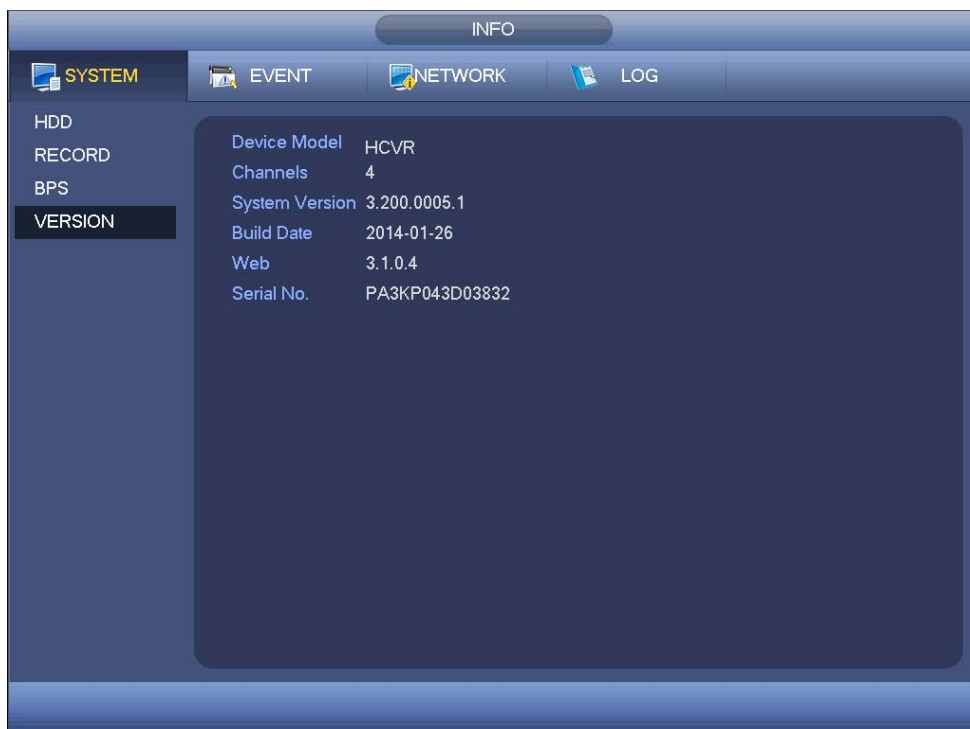 INFO
SYSTEM EVENT NETWORK LOG
HDD
RECORD
BPS
VERSION
Device Model HCVR
Channels 4
System Version 3.200.0005.1
Build Date 2014-01-26
Web 3.1.0.4
Serial No. PA3KP043D03832